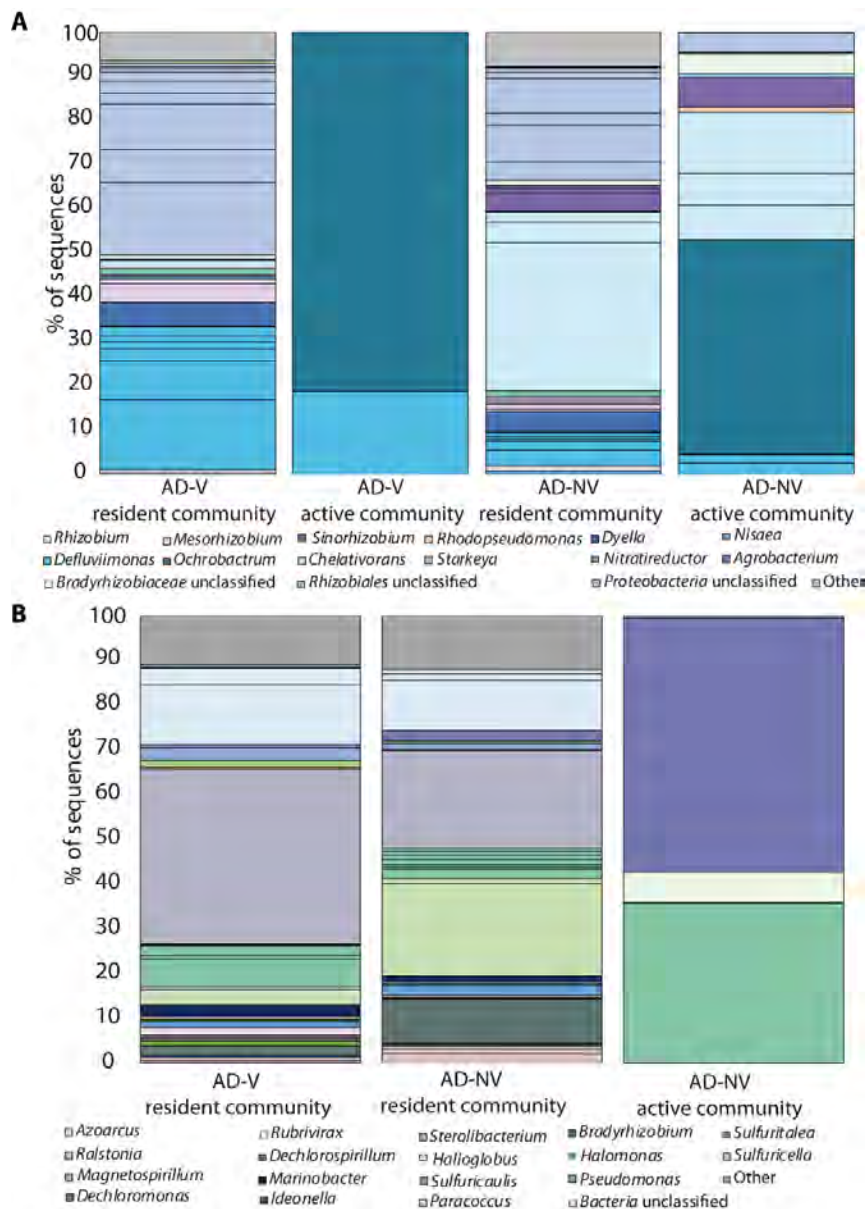 A
100
90
80
70
60
50
40
30
20
10
0
% of sequences
AD-V AD-V AD-NV AD-NV
resident community active community resident community active community
Rhizobium Mesorhizobium Sinorhizobium Rhodopseudomonas Dyella Nisaea
Defluviimonas Ochrobactrum Chelativorans Starkeya Nitratireductor Agrobacterium
Bradyrhizobiaceae unclassified Rhizobiales unclassified Proteobacteria unclassified Other
B
100
90
80
70
60
50
40
30
20
10
0
% of sequences
AD-V AD-NV AD-NV
resident community resident community active community
Azoarcus Rubrivirax Sterolibacterium Bradyrhizobium Sulfuritalea
Ralstonia Dechlorospirillum Halioglobus Halomonas Sulfuricella
Magnetospirillum Marinobacter Sulfuricaulis Pseudomonas Other
Dechloromonas Ideonella Paracoccus Bacteria unclassified